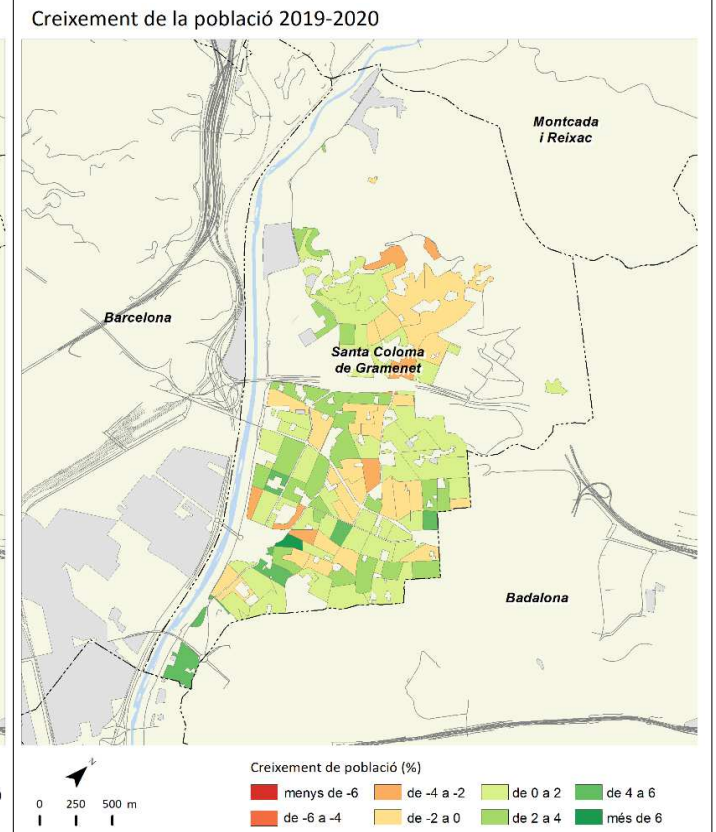 Creixement de la població 2019-2020
Montcada
i Reixac
Barcelona
Santa Coloma
de Gramenet
Badalona
N
0 250 500 m
Creixement de població (%)
menys de -6
de -4 a -2
de 0 a 2
de 4 a 6
de -6 a -4
de -2 a 0
de 2 a 4
més de 6